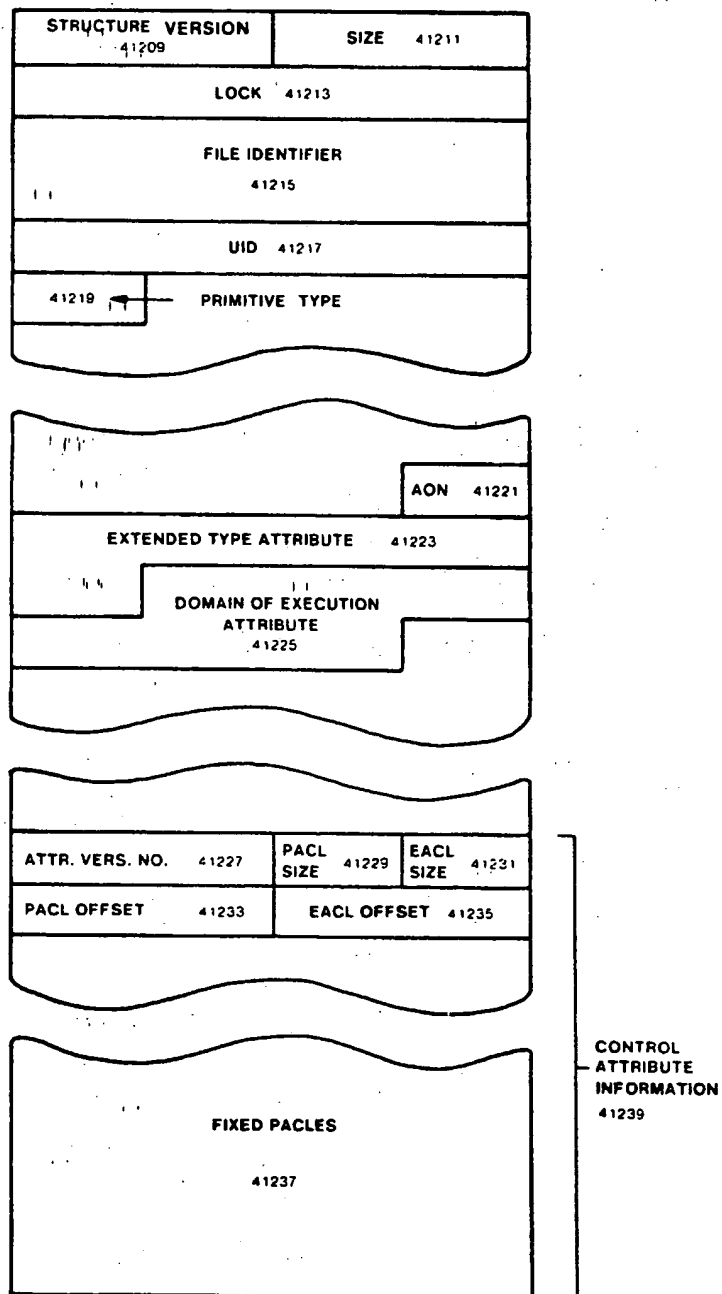 STRUCTURE VERSION
41209
SIZE 41211
LOCK 41213
FILE IDENTIFIER
41215
UID 41217
41219 PRIMITIVE TYPE
AON 41221
EXTENDED TYPE ATTRIBUTE 41223
DOMAIN OF EXECUTION
ATTRIBUTE
41225
ATTR. VERS. NO. 41227
PACL
SIZE 41229
EACL
SIZE 41231
PACL OFFSET 41233
EACL OFFSET 41235
CONTROL
ATTRIBUTE
INFORMATION
41239
FIXED PACLES
41237